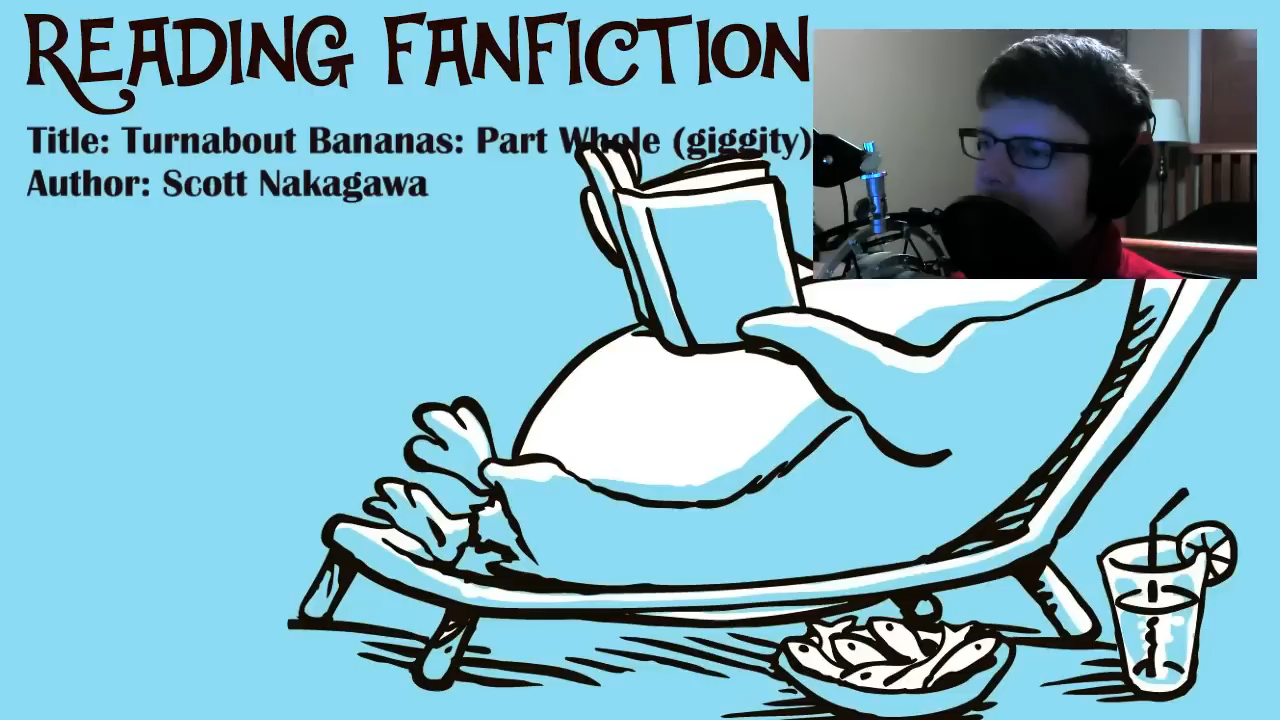 READING FANFICTION
Title: Turnabout Bananas: Part Whole (giggity)
Author: Scott Nakagawa